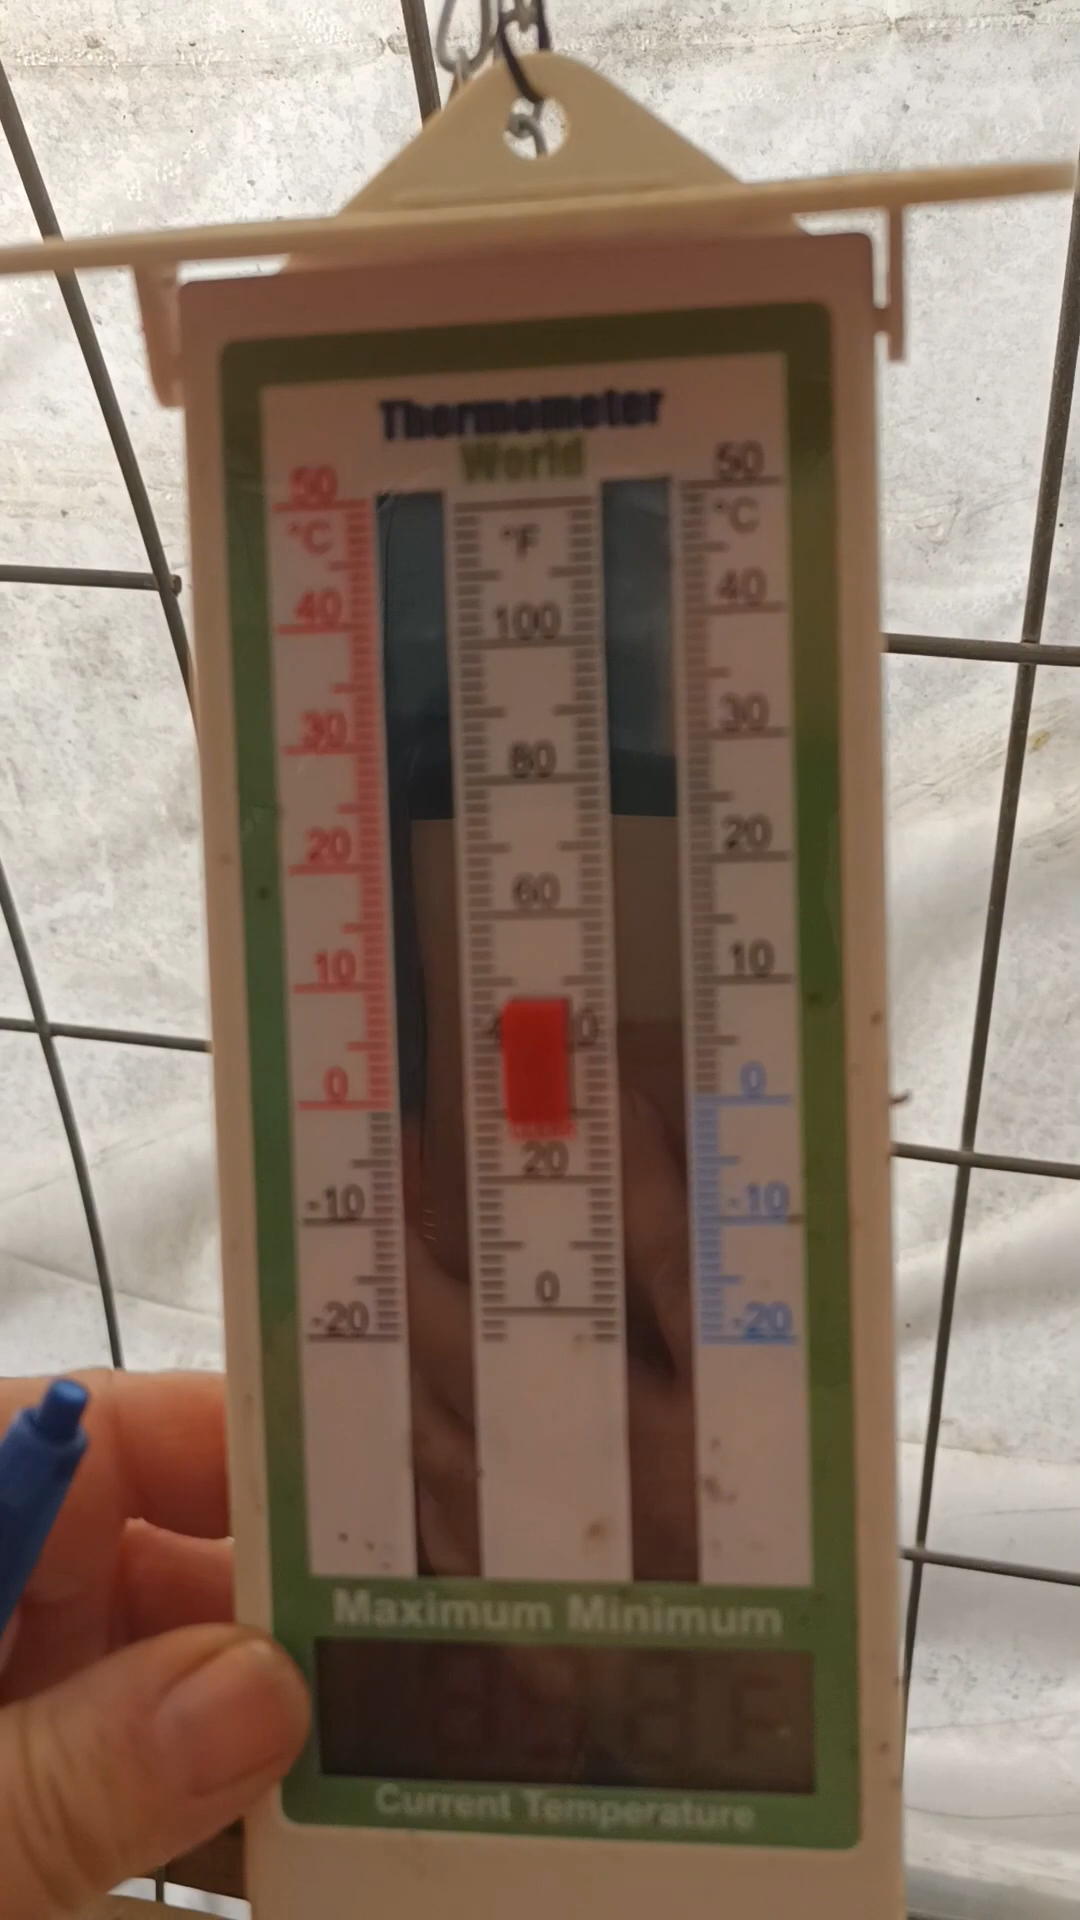 Thermometer
World
50 50
°C °F °C
40 100 40
30 80 30
20 60 20
10 10
0 0
-10 20 -10
-20 0 -20
Maximum Minimum
Current Temperature